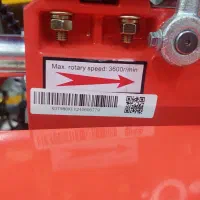 Max. rotary speed: 3600r/min